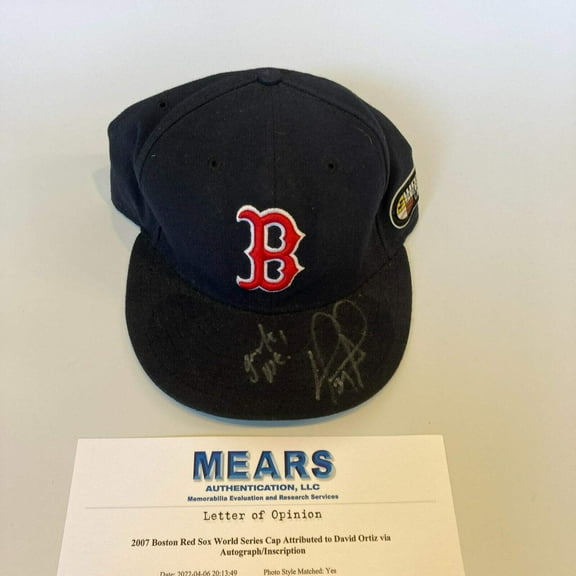 B
game
MEARS
AUTHENTICATION, LLC
Memorabilia Evaluation and Research Services
Letter of Opinion
2007 Boston Red Sox World Series Cap Attributed to David Ortiz via
Autograph/Inscription
Date: 2022-04-06 20:13:49 Photo Style Matched: Yes